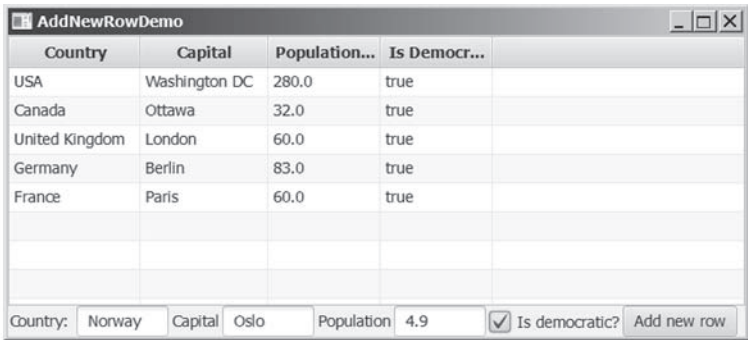 AddNewRowDemo
Country Capital Population... Is Democr...
USA Washington DC 280.0 true
Canada Ottawa 32.0 true
United Kingdom London 60.0 true
Germany Berlin 83.0 true
France Paris 60.0 true
Country: Norway Capital Oslo Population 4.9 Is democratic? Add new row